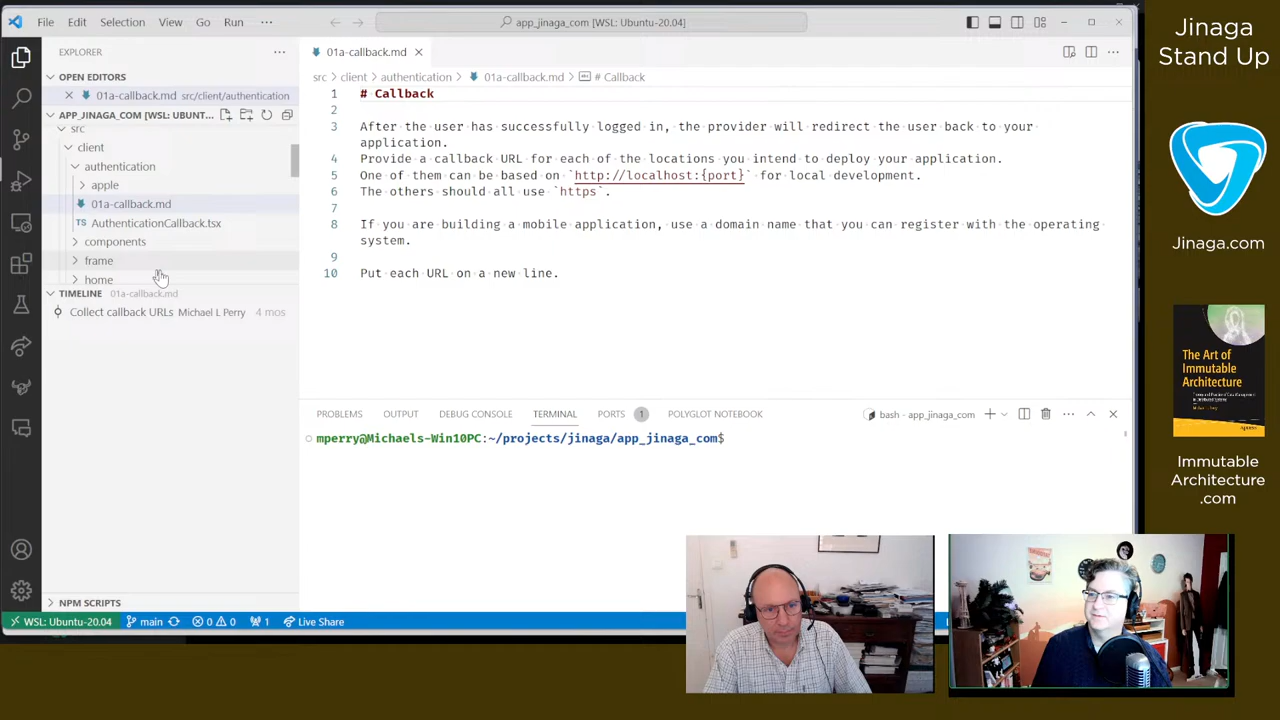 File Edit Selection View Go Run ···
app_jinaga_com [WSL: Ubuntu-20.04]
EXPLORER
OPEN EDITORS
01a-callback.md src/client/authentication
APP_JINAGA_COM [WSL: UBUNT...
src
client
authentication
apple
01a-callback.md
TS AuthenticationCallback.tsx
components
frame
home
TIMELINE 01a-callback.md
Collect callback URLs Michael L Perry 4 mos
NPM SCRIPTS
01a-callback.md
src > client > authentication > 01a-callback.md > # Callback
1 # Callback
2
3 After the user has successfully logged in, the provider will redirect the user back to your
application.
4 Provide a callback URL for each of the locations you intend to deploy your application.
5 One of them can be based on `http://localhost:{port}` for local development.
6 The others should all use `https`.
7
8 If you are building a mobile application, use a domain name that you can register with the operating
system.
9
10 Put each URL on a new line.
PROBLEMS OUTPUT DEBUG CONSOLE TERMINAL PORTS 1 POLYGLOT NOTEBOOK
bash - app_jinaga_com
mperry@Michaels-Win10PC:~/projects/jinaga/app_jinaga_com$
WSL: Ubuntu-20.04 main 0 0 1 Live Share
Jinaga
Stand Up
Jinaga.com
The Art of
Immutable
Architecture
Immutable
Architecture
.com